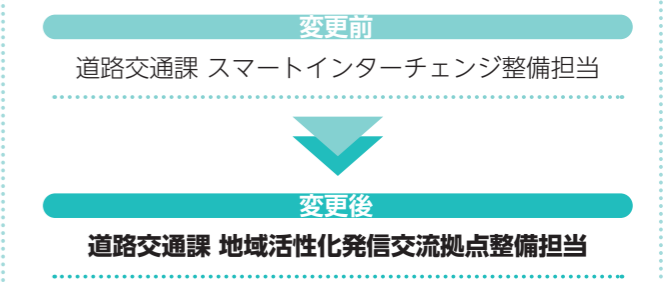 変更前
道路交通課 スマートインターチェンジ整備担当
変更後
道路交通課 地域活性化発信交流拠点整備担当